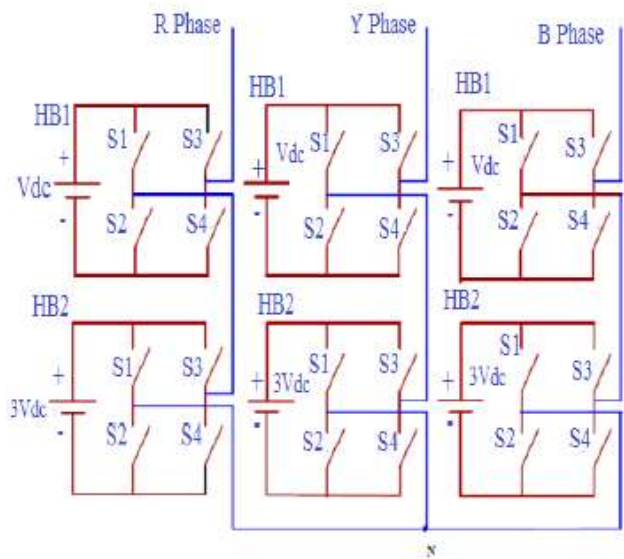 R Phase Y Phase B Phase
HB1 HB1 HB1
S1 S3 S1 S3 S1 S3
+ + +
Vdc Vdc Vdc
- - -
S2 S4 S2 S4 S2 S4
HB2 HB2 HB2
S1 S3 S1 S3 S1 S3
+ + +
3Vdc 3Vdc 3Vdc
- - -
S2 S4 S2 S4 S2 S4
N